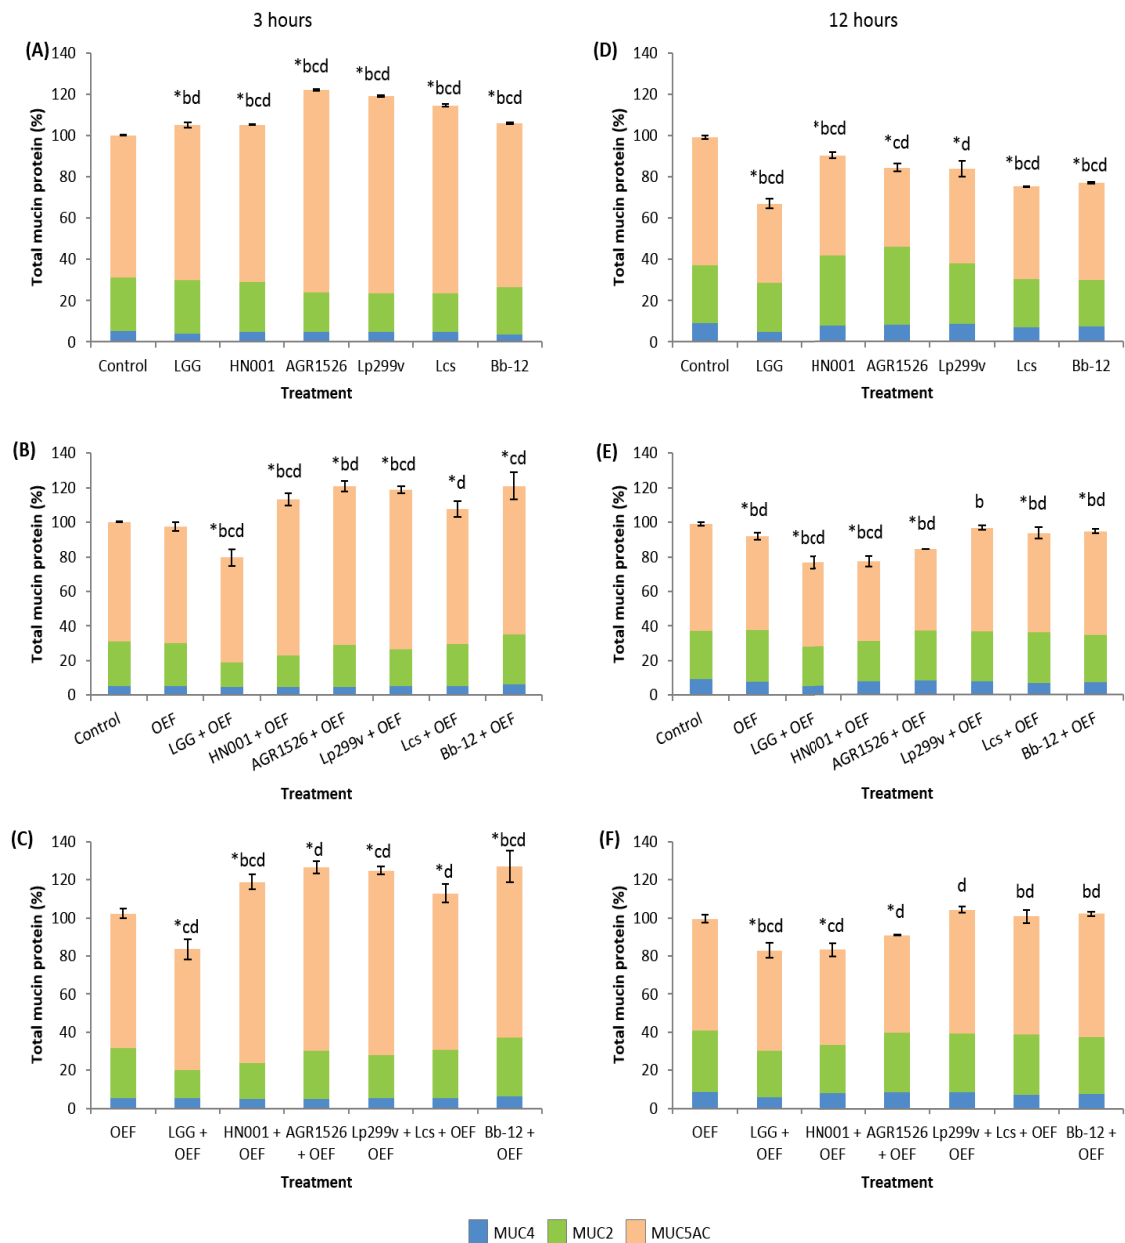 3 hours
12 hours
(A)
Total mucin protein (%)
140
120
100
80
60
40
20
0
*bd
*bcd
*bcd
*bcd
*bcd
*bcd
Control LGG HN001 AGR1526 Lp299v Lcs Bb-12
Treatment
(D)
Total mucin protein (%)
140
120
100
80
60
40
20
0
*bcd
*bcd
*cd
*d
*bcd
*bcd
Control LGG HN001 AGR1526 Lp299v Lcs Bb-12
Treatment
(B)
Total mucin protein (%)
140
120
100
80
60
40
20
0
*bcd
*bcd
*bd
*bcd
*d
*cd
Control OEF LGG + OEF HN001 + OEF AGR1526 + OEF Lp299v + OEF Lcs + OEF Bb-12 + OEF
Treatment
(E)
Total mucin protein (%)
140
120
100
80
60
40
20
0
*bd
*bcd
*bcd
*bd
b
*bd
*bd
Control OEF LGG + OEF HN001 + OEF AGR1526 + OEF Lp299v + OEF Lcs + OEF Bb-12 + OEF
Treatment
(C)
Total mucin protein (%)
140
120
100
80
60
40
20
0
*cd
*bcd
*d
*cd
*d
*bcd
OEF LGG + HN001 + AGR1526 Lp299v + Lcs + OEF Bb-12 +
OEF OEF + OEF OEF OEF
Treatment
(F)
Total mucin protein (%)
140
120
100
80
60
40
20
0
*bcd
*cd
*d
d
bd
bd
OEF LGG + HN001 + AGR1526 Lp299v + Lcs + OEF Bb-12 +
OEF OEF + OEF OEF OEF
Treatment
MUC4 MUC2 MUC5AC